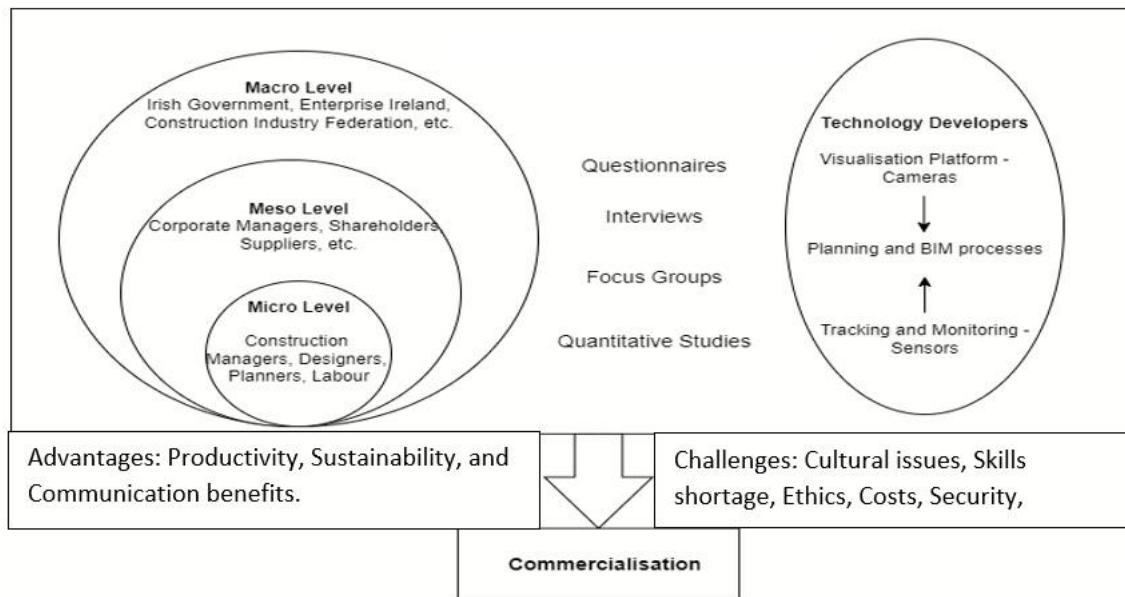 Macro Level
Irish Government, Enterprise Ireland,
Construction Industry Federation, etc.
Meso Level
Corporate Managers, Shareholders,
Suppliers, etc.
Micro Level
Construction
Managers, Designers,
Planners, Labour
Questionnaires
Interviews
Focus Groups
Quantitative Studies
Technology Developers
Visualisation Platform -
Cameras
Planning and BIM processes
Tracking and Monitoring -
Sensors
Advantages: Productivity, Sustainability, and
Communication benefits.
Challenges: Cultural issues, Skills
shortage, Ethics, Costs, Security,
Commercialisation